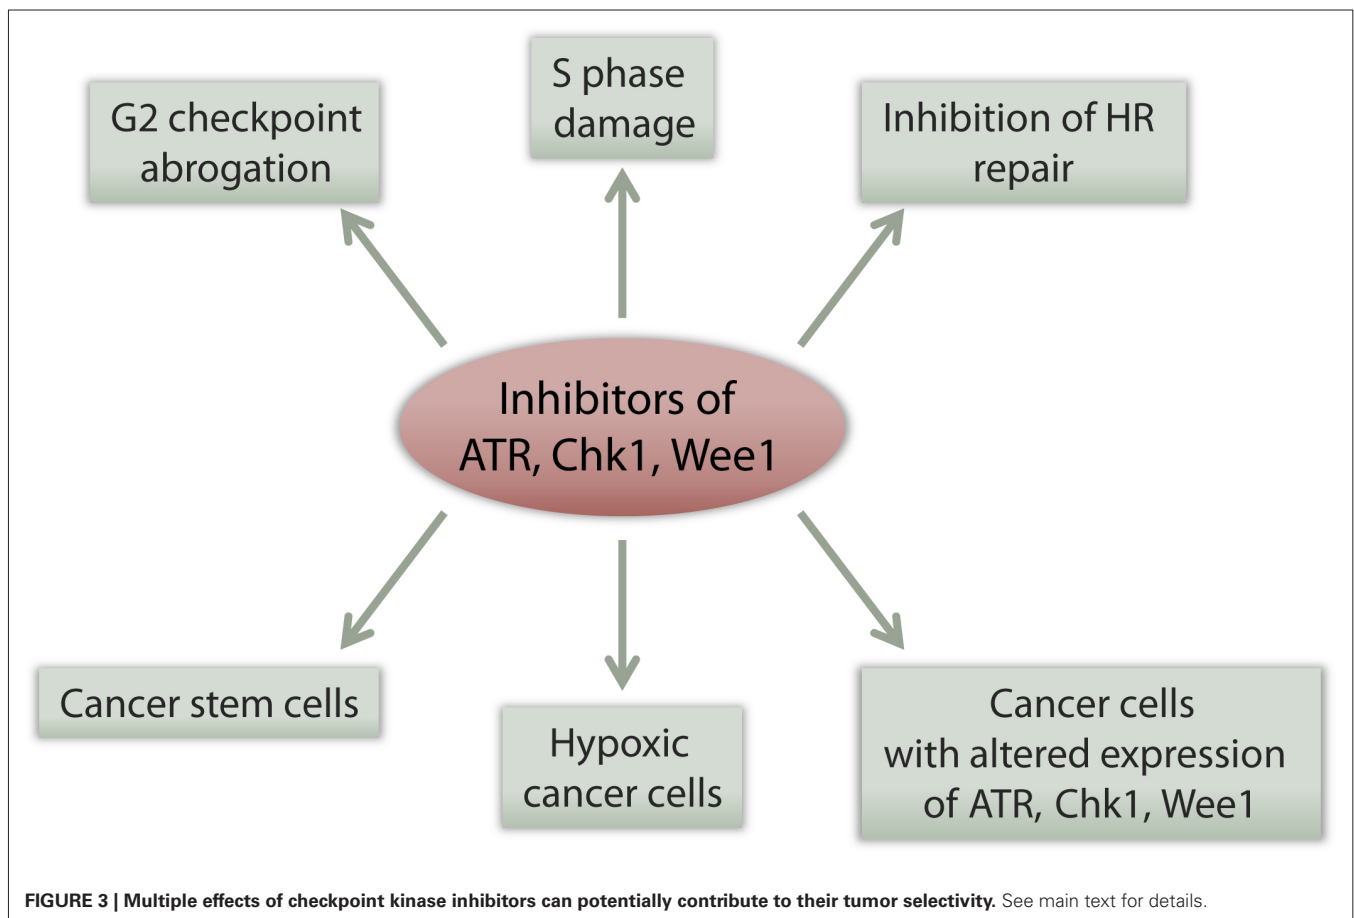 S phase
damage
G2 checkpoint
abrogation
Inhibition of HR
repair
Inhibitors of
ATR, Chk1, Wee1
Cancer stem cells
Hypoxic
cancer cells
Cancer cells
with altered expression
of ATR, Chk1, Wee1
FIGURE 3 | Multiple effects of checkpoint kinase inhibitors can potentially contribute to their tumor selectivity. See main text for details.